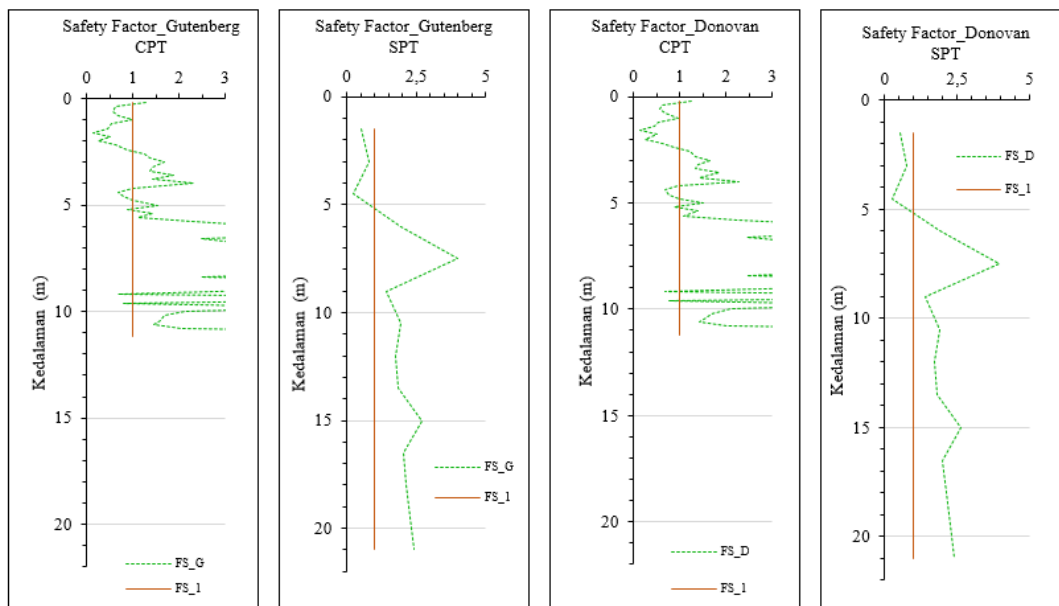 Safety Factor_Gutenberg
CPT
0 1 2 3
0
5
10
15
20
Kedalaman (m)
FS_G
FS_1
Safety Factor_Gutenberg
SPT
0 2,5 5
0
5
10
15
20
Kedalaman (m)
FS_G
FS_1
Safety Factor_Donovan
CPT
0 1 2 3
0
5
10
15
20
Kedalaman (m)
FS_D
FS_1
Safety Factor_Donovan
SPT
0 2,5 5
0
5
10
15
20
Kedalaman (m)
FS_D
FS_1